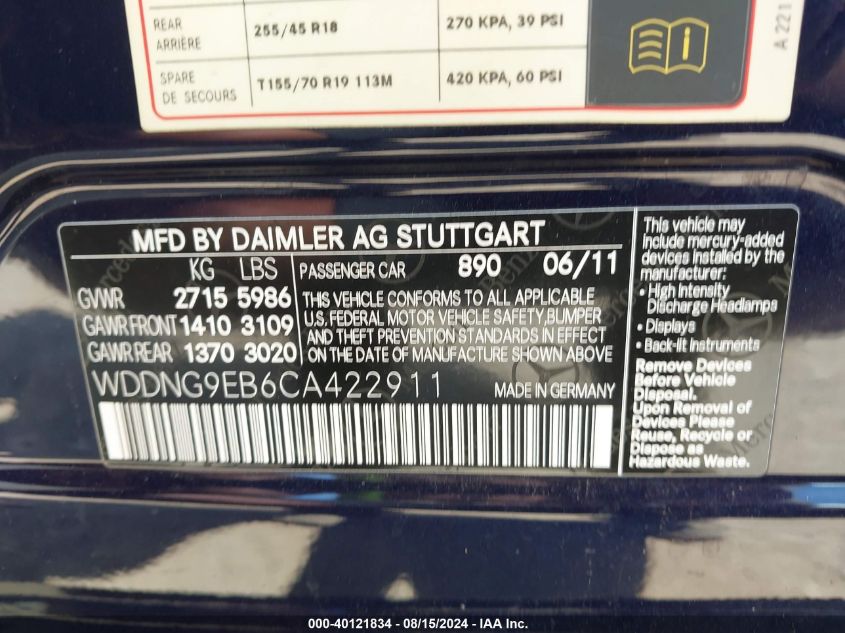 REAR
ARRIÈRE
255/45 R18
270 KPA, 39 PSI
SPARE
DE SECOURS
T155/70 R19 113M
420 KPA, 60 PSI
A 221
MFD BY DAIMLER AG STUTTGART
KG LBS
GVWR 2715 5986
GAWR FRONT 1410 3109
GAWR REAR 1370 3020
PASSENGER CAR 890 06/11
THIS VEHICLE CONFORMS TO ALL APPLICABLE
U.S. FEDERAL MOTOR VEHICLE SAFETY, BUMPER
AND THEFT PREVENTION STANDARDS IN EFFECT
ON THE DATE OF MANUFACTURE SHOWN ABOVE
WDDNG9EB6CA422911
MADE IN GERMANY
This vehicle may
include mercury-added
devices installed by the
manufacturer:
• High Intensity
Discharge Headlamps
• Displays
• Back-lit Instruments
Remove Devices
Before Vehicle
Disposal.
Upon Removal of
Devices Please
Reuse, Recycle or
Dispose as
Hazardous Waste.
000-40121834 - 08/15/2024 - IAA Inc.